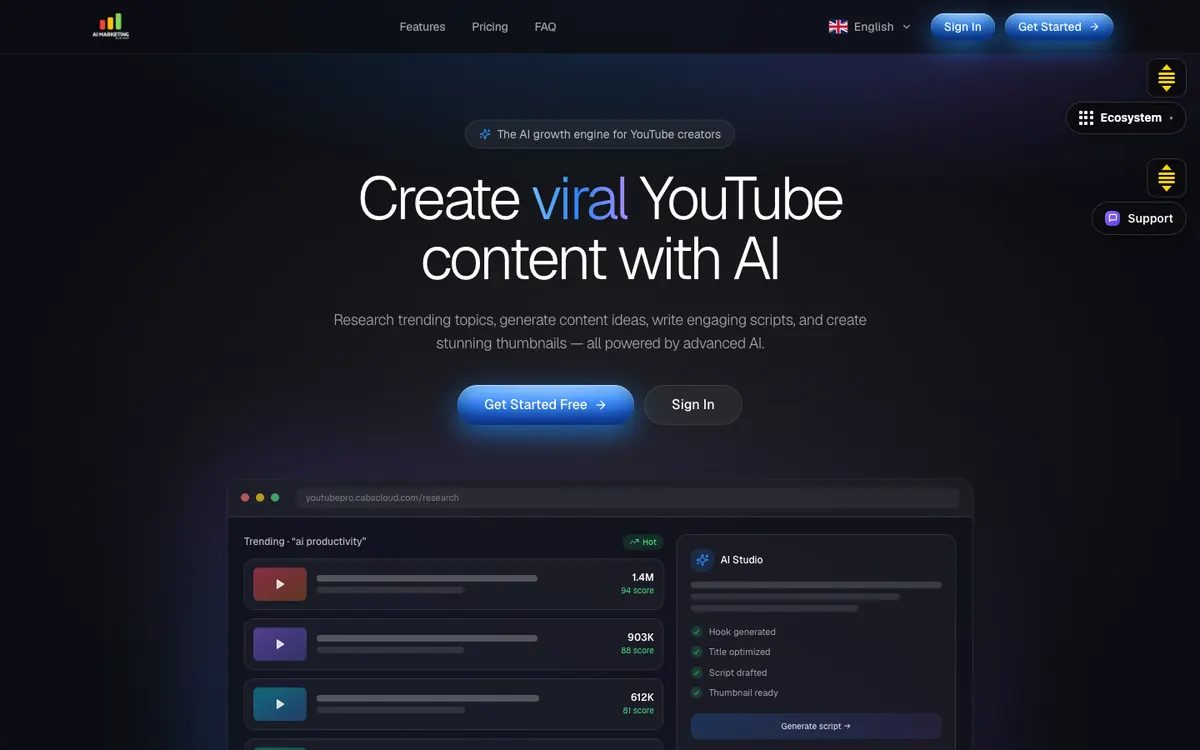 AI MARKETING
Features
Pricing
FAQ
English
Sign In
Get Started →
Ecosystem
Support
The AI growth engine for YouTube creators
Create viral YouTube
content with AI
Research trending topics, generate content ideas, write engaging scripts, and create
stunning thumbnails — all powered by advanced AI.
Get Started Free →
Sign In
youtubepro.cabscloud.com/research
Trending · “ai productivity”
Hot
1.4M
94 score
903K
88 score
612K
81 score
AI Studio
Hook generated
Title optimized
Script drafted
Thumbnail ready
Generate script →